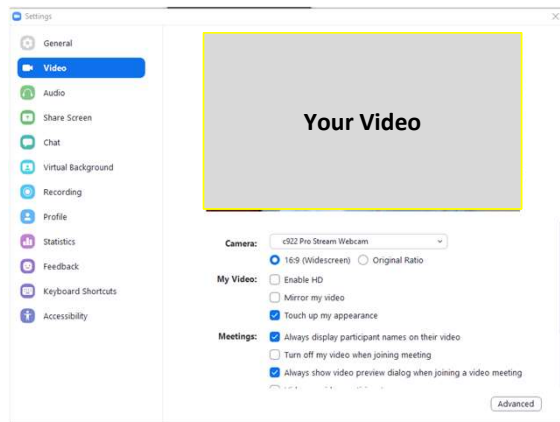 Settings
General
Video
Audio
Share Screen
Chat
Virtual Background
Recording
Profile
Statistics
Feedback
Keyboard Shortcuts
Accessibility
Your Video
Camera: c922 Pro Stream Webcam
16:9 (Widescreen) Original Ratio
My Video: Enable HD
Mirror my video
Touch up my appearance
Meetings: Always display participant names on their video
Turn off my video when joining meeting
Always show video preview dialog when joining a video meeting
Advanced